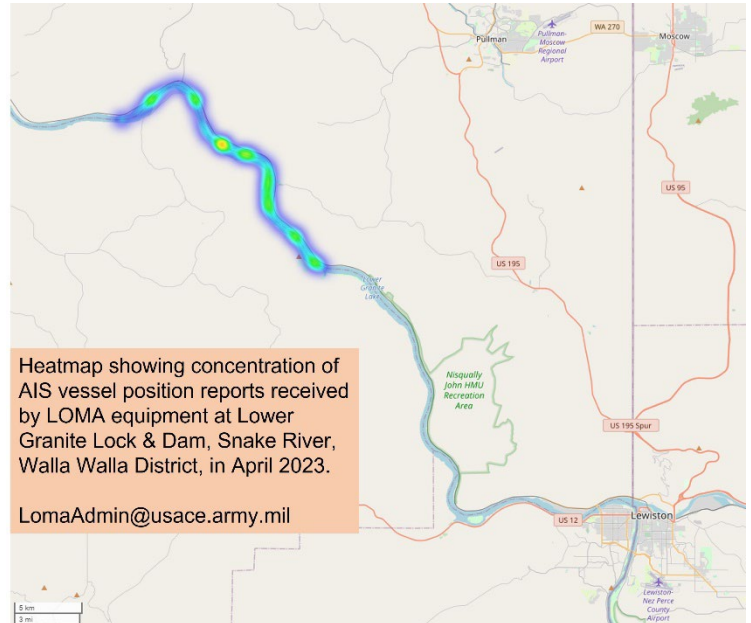 Pullman
Pullman-
Moscow
Regional
Airport
WA 270
Moscow
US 95
US 195
Lower
Granite
Lake
Nisqually
John HMU
Recreation
Area
US 195 Spur
Heatmap showing concentration of
AIS vessel position reports received
by LOMA equipment at Lower
Granite Lock & Dam, Snake River,
Walla Walla District, in April 2023.
LomaAdmin@usace.army.mil
US 12
Lewiston
Lewiston-
Nez Perce
County
Airport
5 km
3 mi